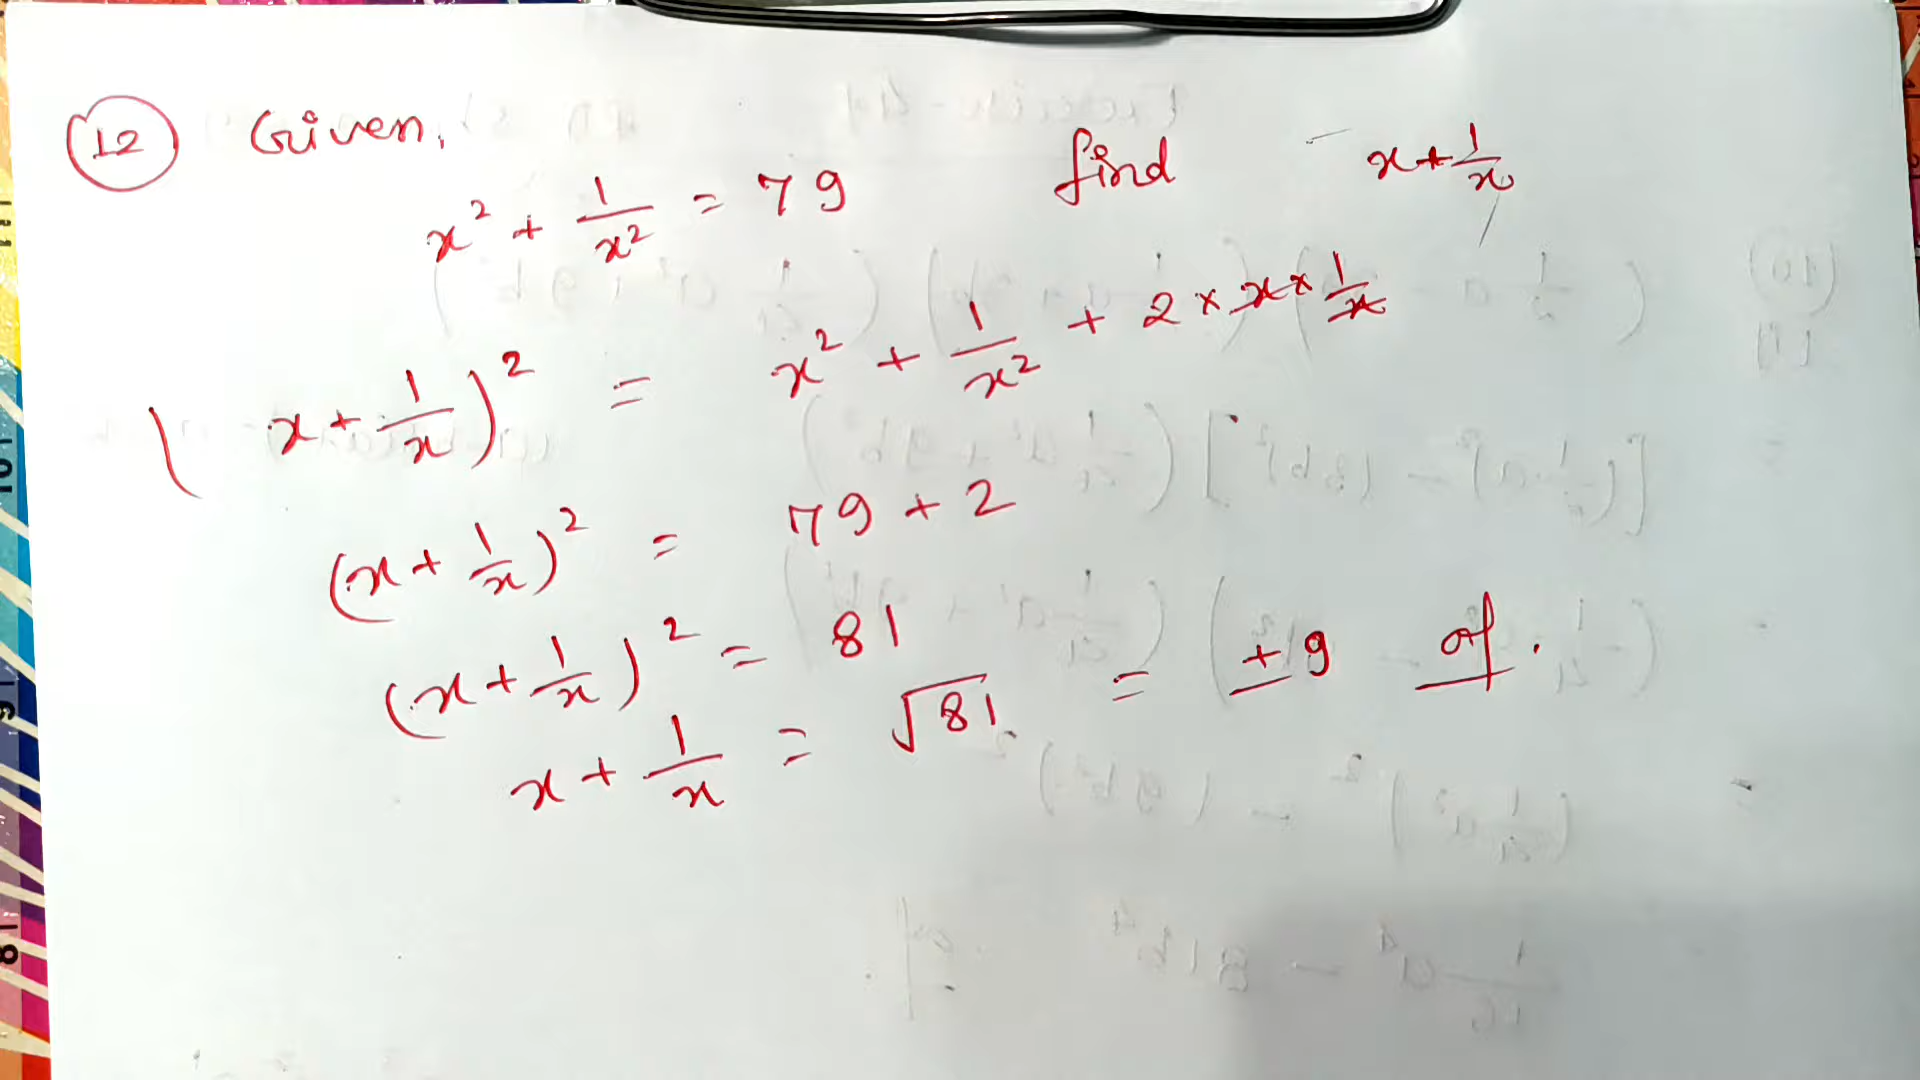 12 Given,
x² + 1/x² = 79 find x + 1/x
(x + 1/x)² = x² + 1/x² + 2 × x × 1/x
(x + 1/x)² = 79 + 2
(x + 1/x)² = 81
x + 1/x = √81 = ±9